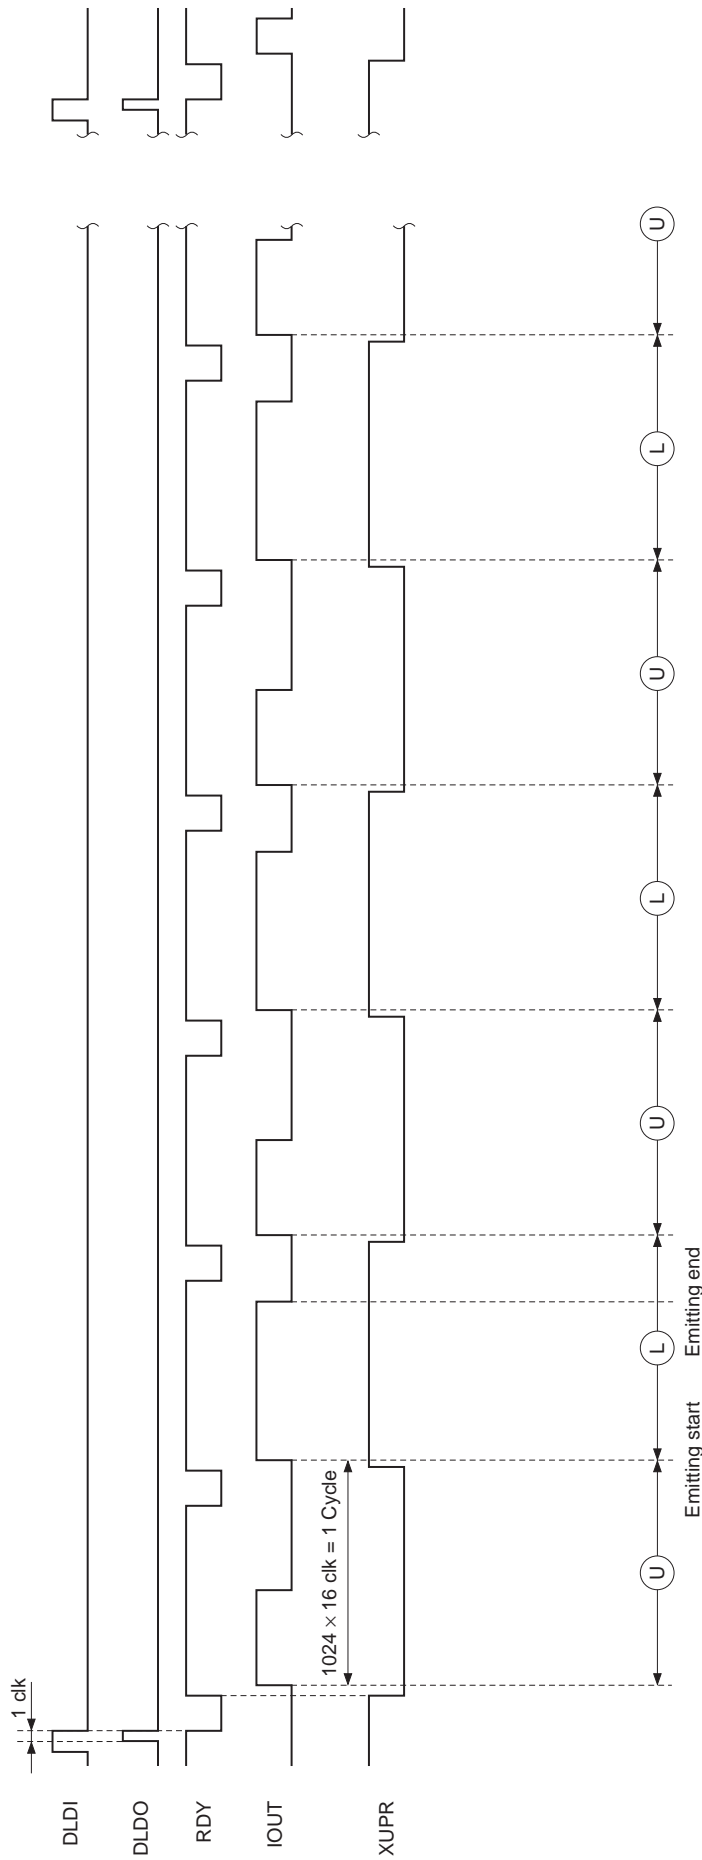 DLDI
DLDO
RDY
IOUT
XUPR
1 clk
1024 × 16 clk = 1 Cycle
U
L
U
L
U
L
U
Emitting start
Emitting end